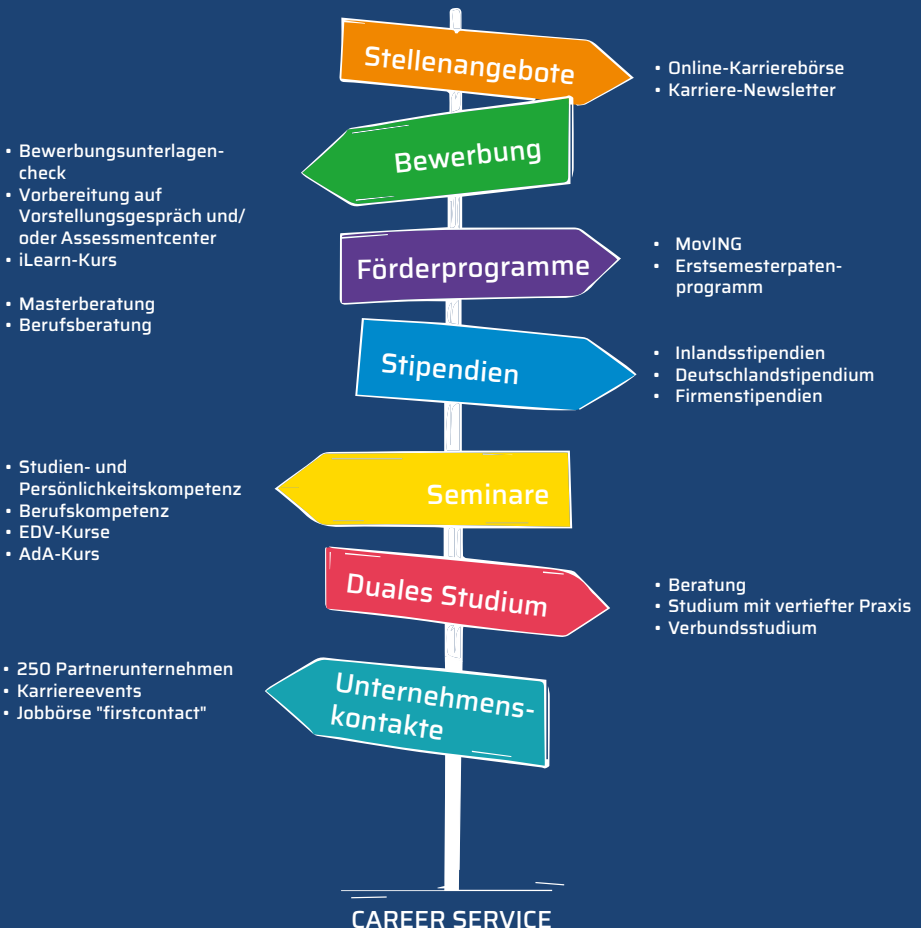 Stellenangebote
• Online-Karrierebörse
• Karriere-Newsletter
Bewerbung
• Bewerbungsunterlagen-
check
• Vorbereitung auf
Vorstellungsgespräch und/
oder Assessmentcenter
• iLearn-Kurs
• Masterberatung
• Berufsberatung
Förderprogramme
• MovING
• Erstsemesterpaten-
programm
Stipendien
• Inlandsstipendien
• Deutschlandstipendium
• Firmenstipendien
Seminare
• Studien- und
Persönlichkeitskompetenz
• Berufskompetenz
• EDV-Kurse
• AdA-Kurs
Duales Studium
• Beratung
• Studium mit vertiefter Praxis
• Verbundstudium
Unternehmens-
kontakte
• 250 Partnerunternehmen
• Karriereevents
• Jobbörse "firstcontact"
CAREER SERVICE